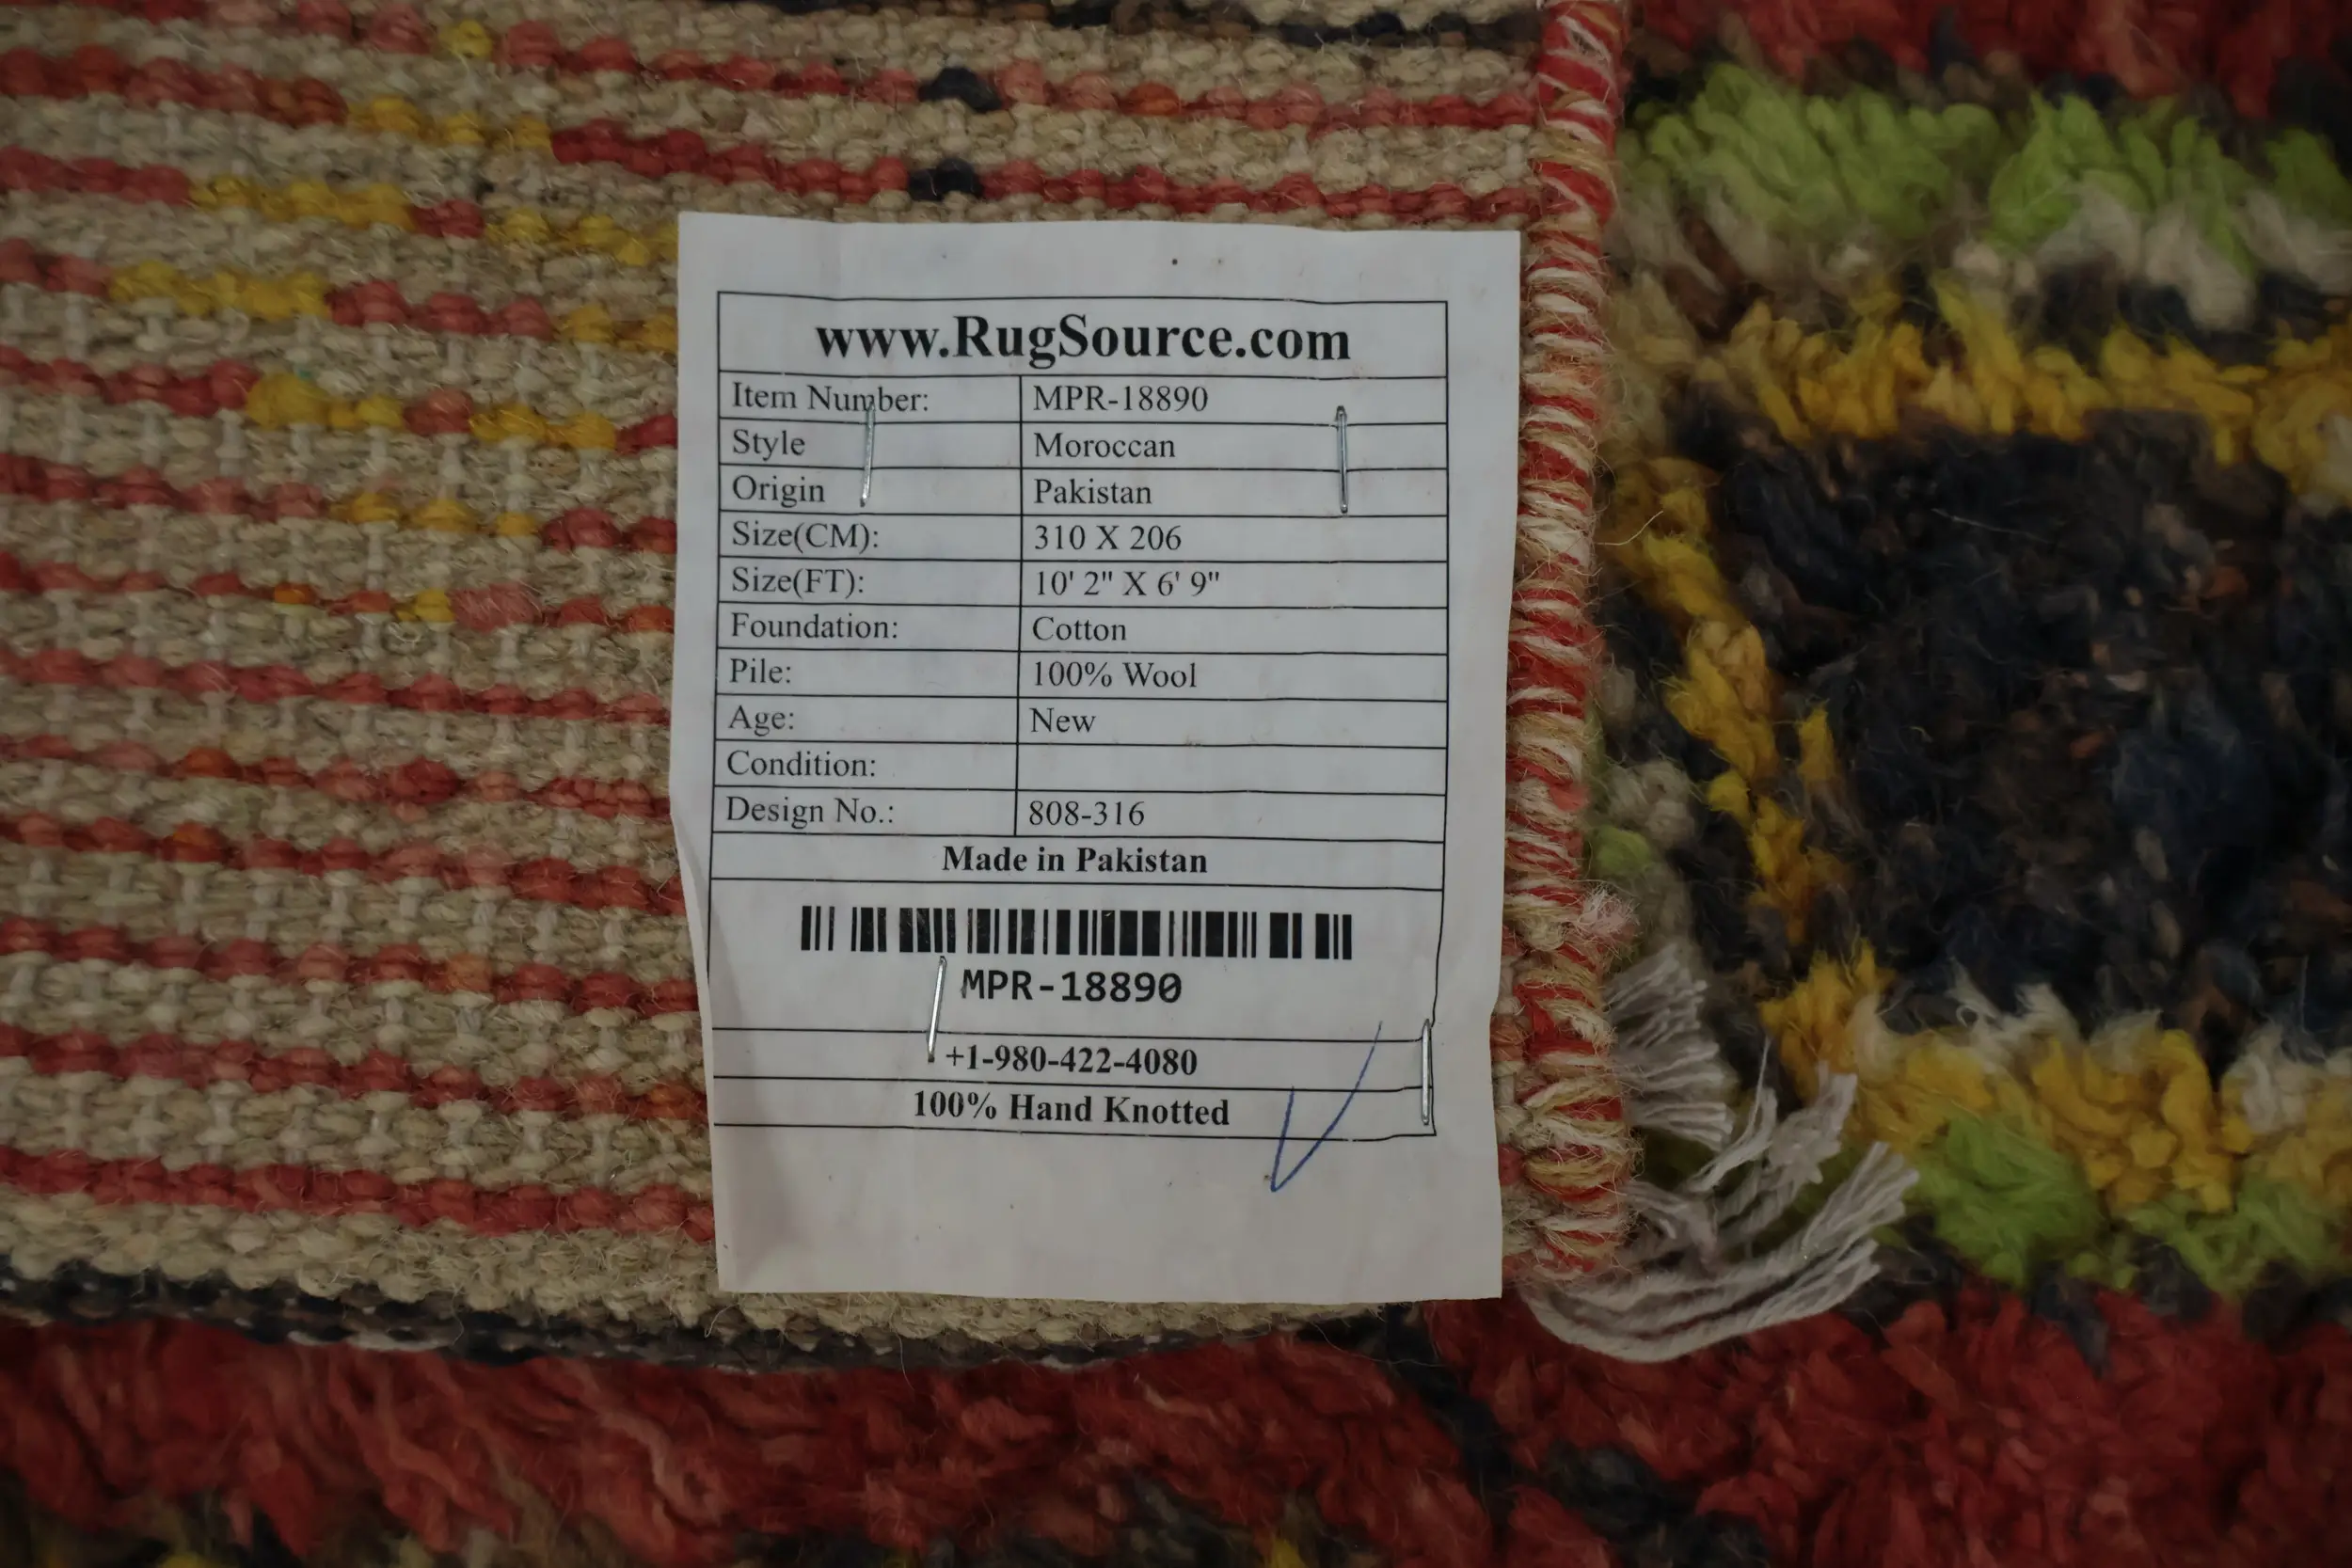 www.RugSource.com
Item Number: MPR-18890
Style Moroccan
Origin Pakistan
Size(CM): 310 X 206
Size(FT): 10' 2" X 6' 9"
Foundation: Cotton
Pile: 100% Wool
Age: New
Condition:
Design No.: 808-316
Made in Pakistan
MPR-18890
+1-980-422-4080
100% Hand Knotted